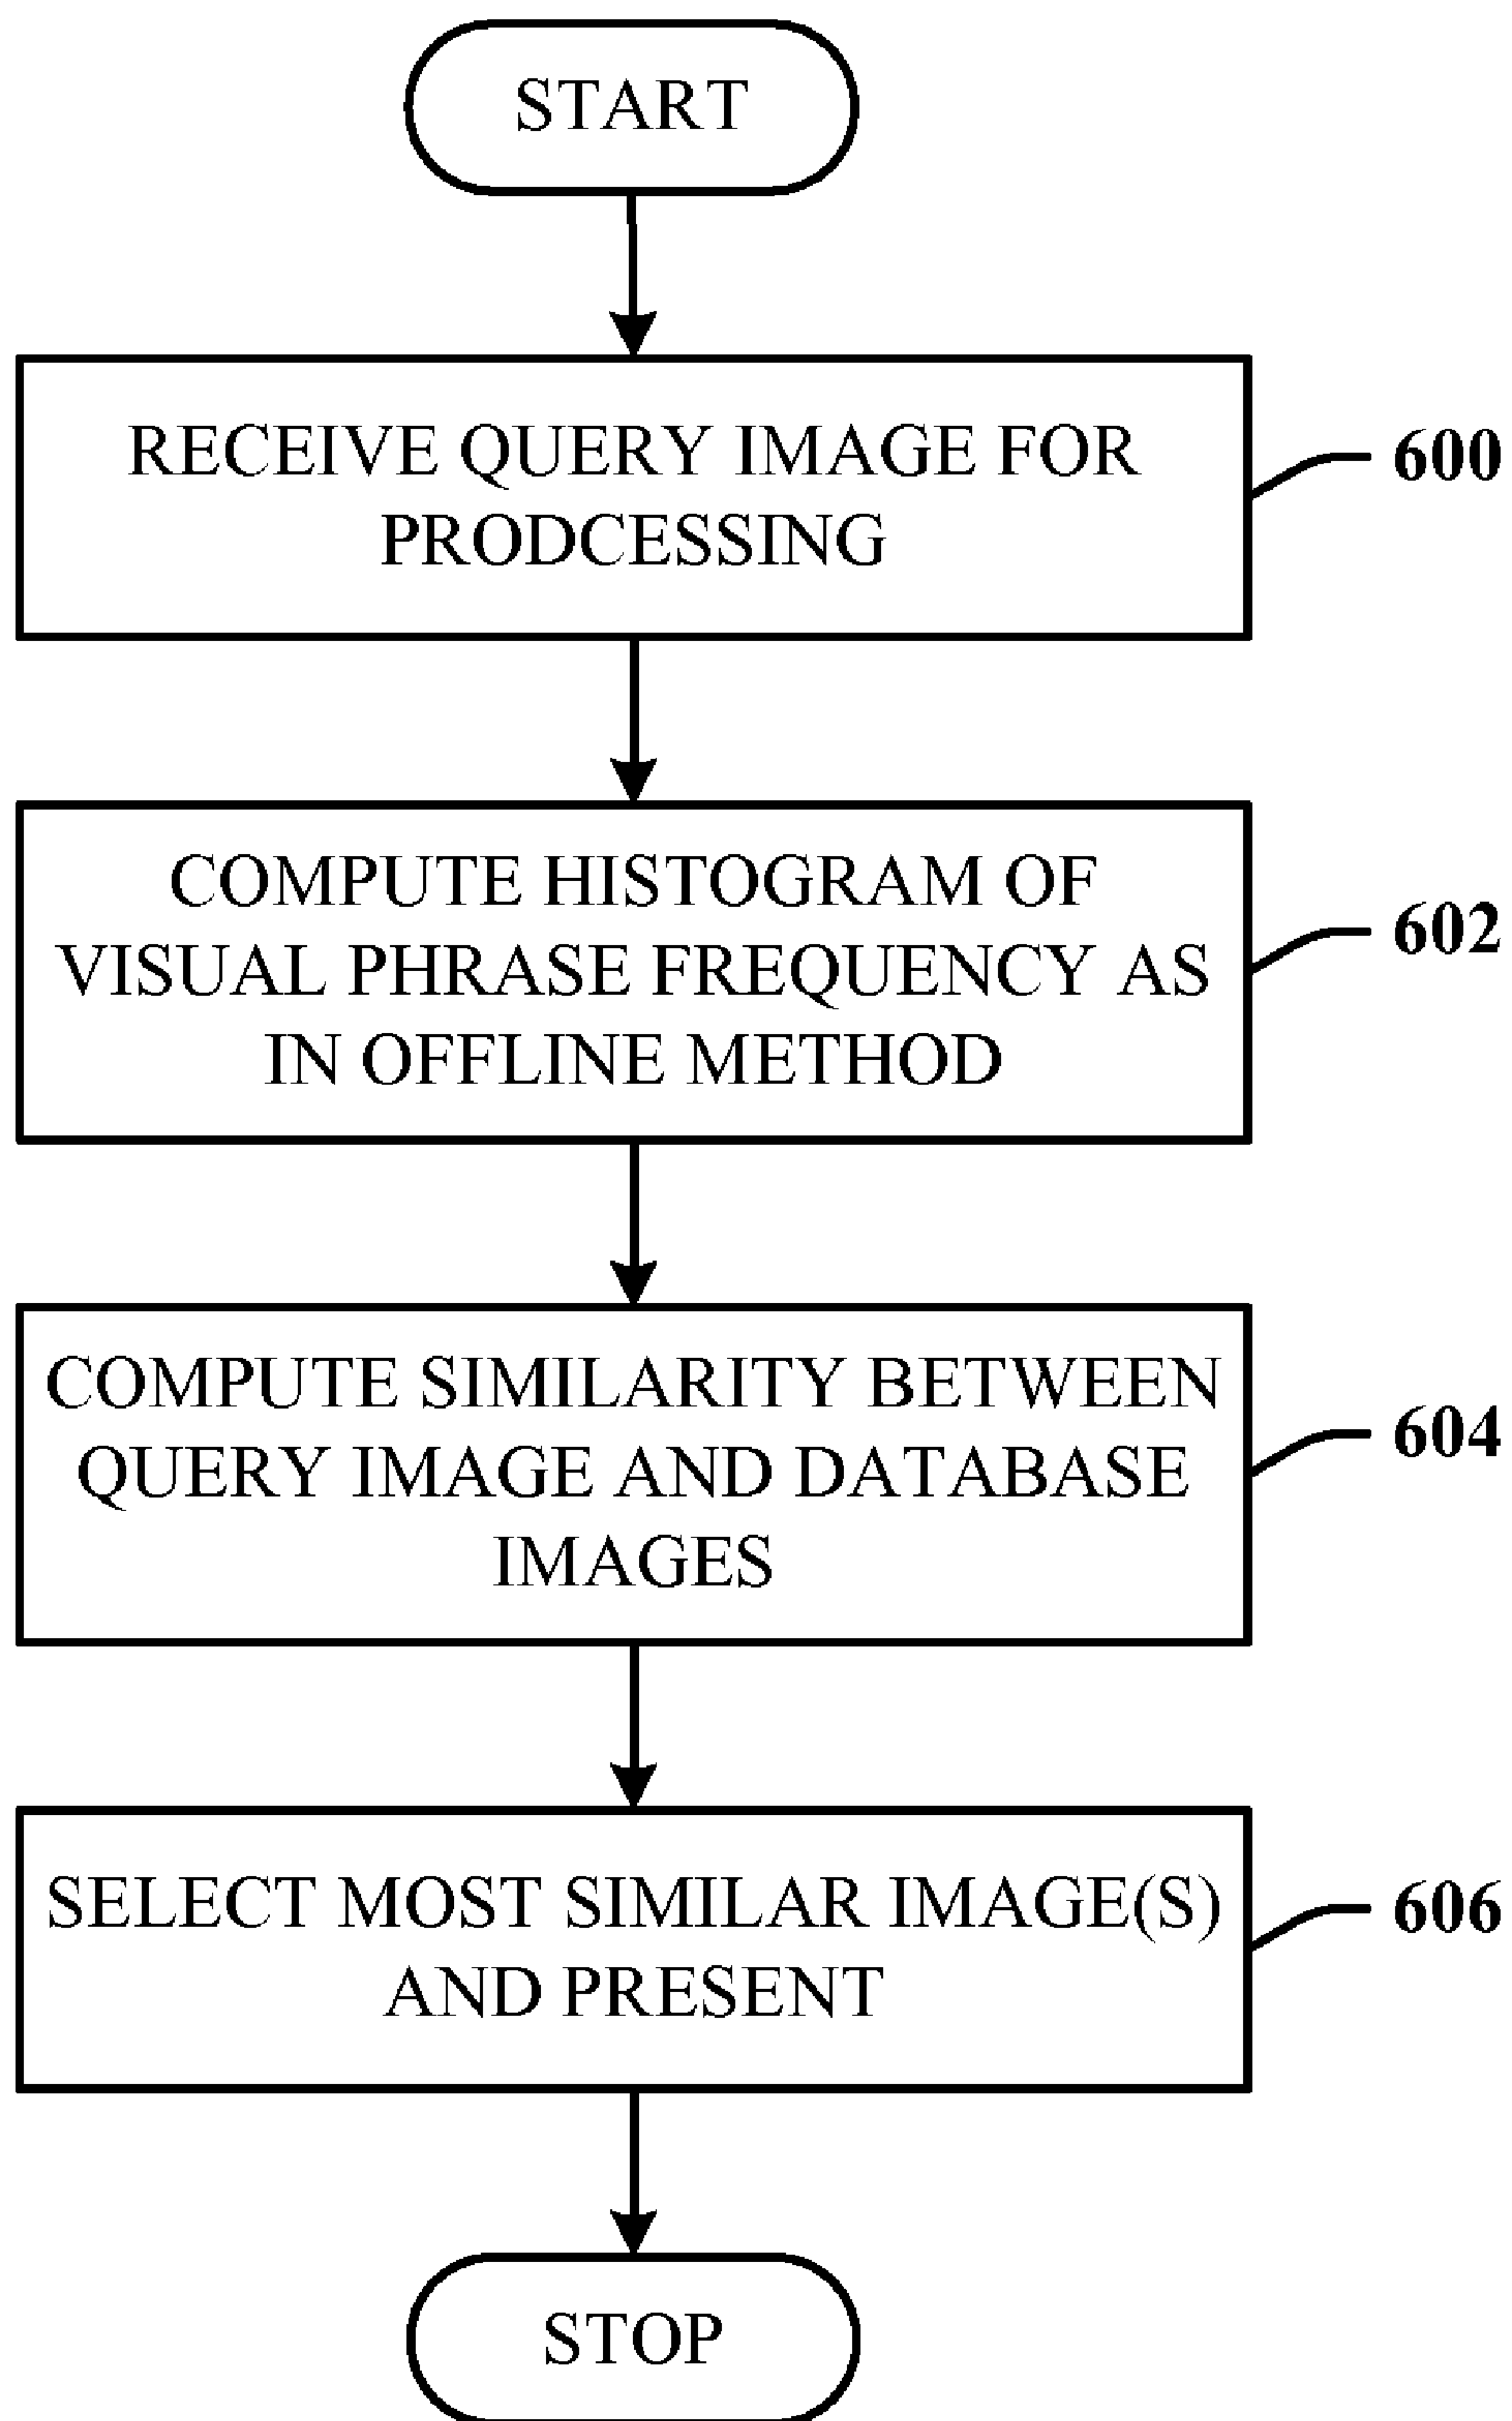 START
RECEIVE QUERY IMAGE FOR
PRODCESSING
600
COMPUTE HISTOGRAM OF
VISUAL PHRASE FREQUENCY AS
IN OFFLINE METHOD
602
COMPUTE SIMILARITY BETWEEN
QUERY IMAGE AND DATABASE
IMAGES
604
SELECT MOST SIMILAR IMAGE(S)
AND PRESENT
606
STOP